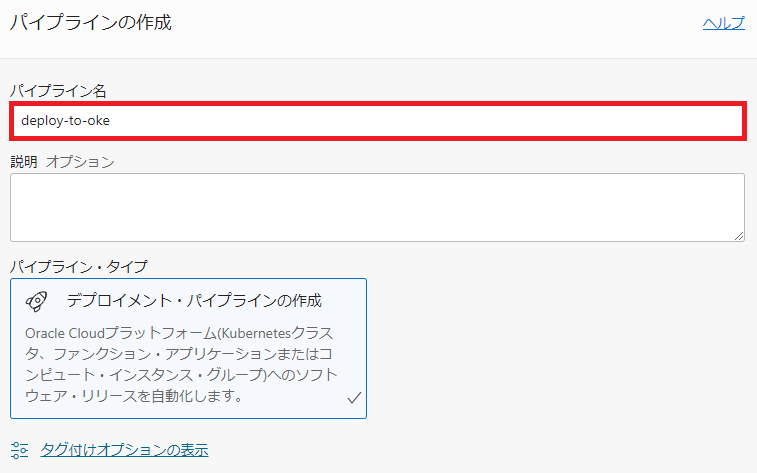 パイプラインの作成
ヘルプ
パイプライン名
deploy-to-oke
説明 オプション
パイプライン・タイプ
デプロイメント・パイプラインの作成
Oracle Cloudプラットフォーム(Kubernetesクラス
タ、ファンクション・アプリケーションまたはコ
ンピュート・インスタンス・グループ)へのソフト
ウェア・リリースを自動化します。
タグ付けオプションの表示